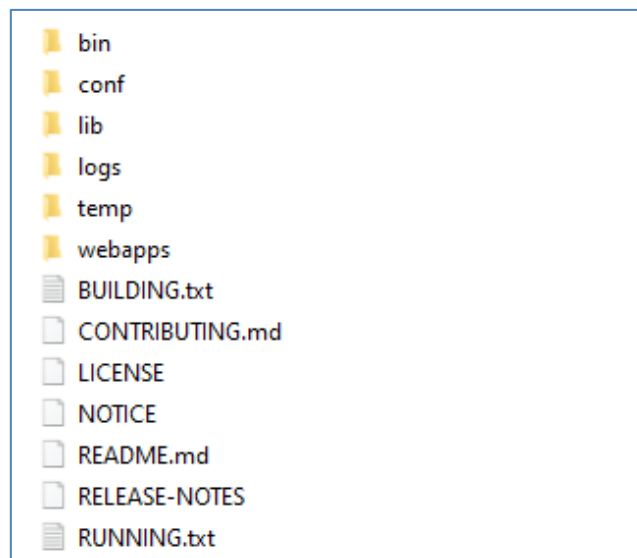 bin
conf
lib
logs
temp
webapps
BUILDING.txt
CONTRIBUTING.md
LICENSE
NOTICE
README.md
RELEASE-NOTES
RUNNING.txt